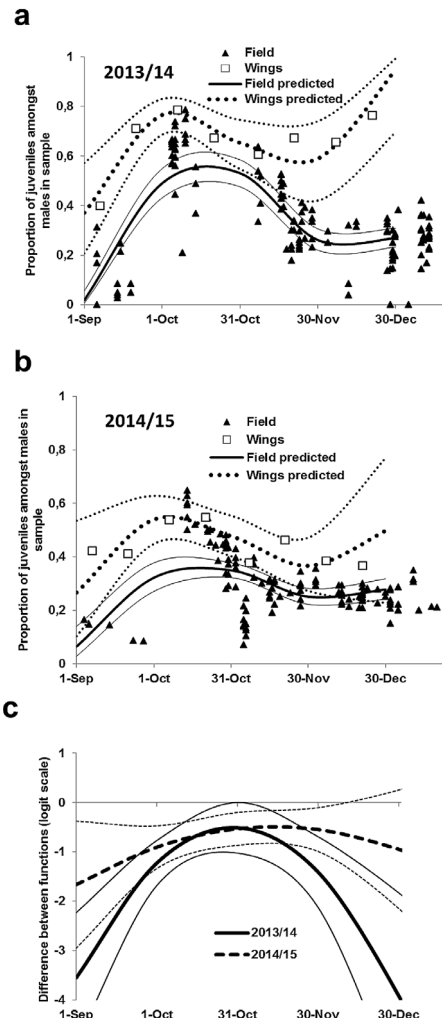 a
2013/14
Field
Wings
Field predicted
Wings predicted
Proportion of juveniles amongst
males in sample
1
0,8
0,6
0,4
0,2
0
1-Sep 1-Oct 31-Oct 30-Nov 30-Dec
b
2014/15
Field
Wings
Field predicted
Wings predicted
Proportion of juveniles amongst males in
sample
1
0,8
0,6
0,4
0,2
0
1-Sep 1-Oct 31-Oct 30-Nov 30-Dec
c
Difference between functions (logit scale)
1
0
-1
-2
-3
-4
2013/14
2014/15
1-Sep 1-Oct 31-Oct 30-Nov 30-Dec